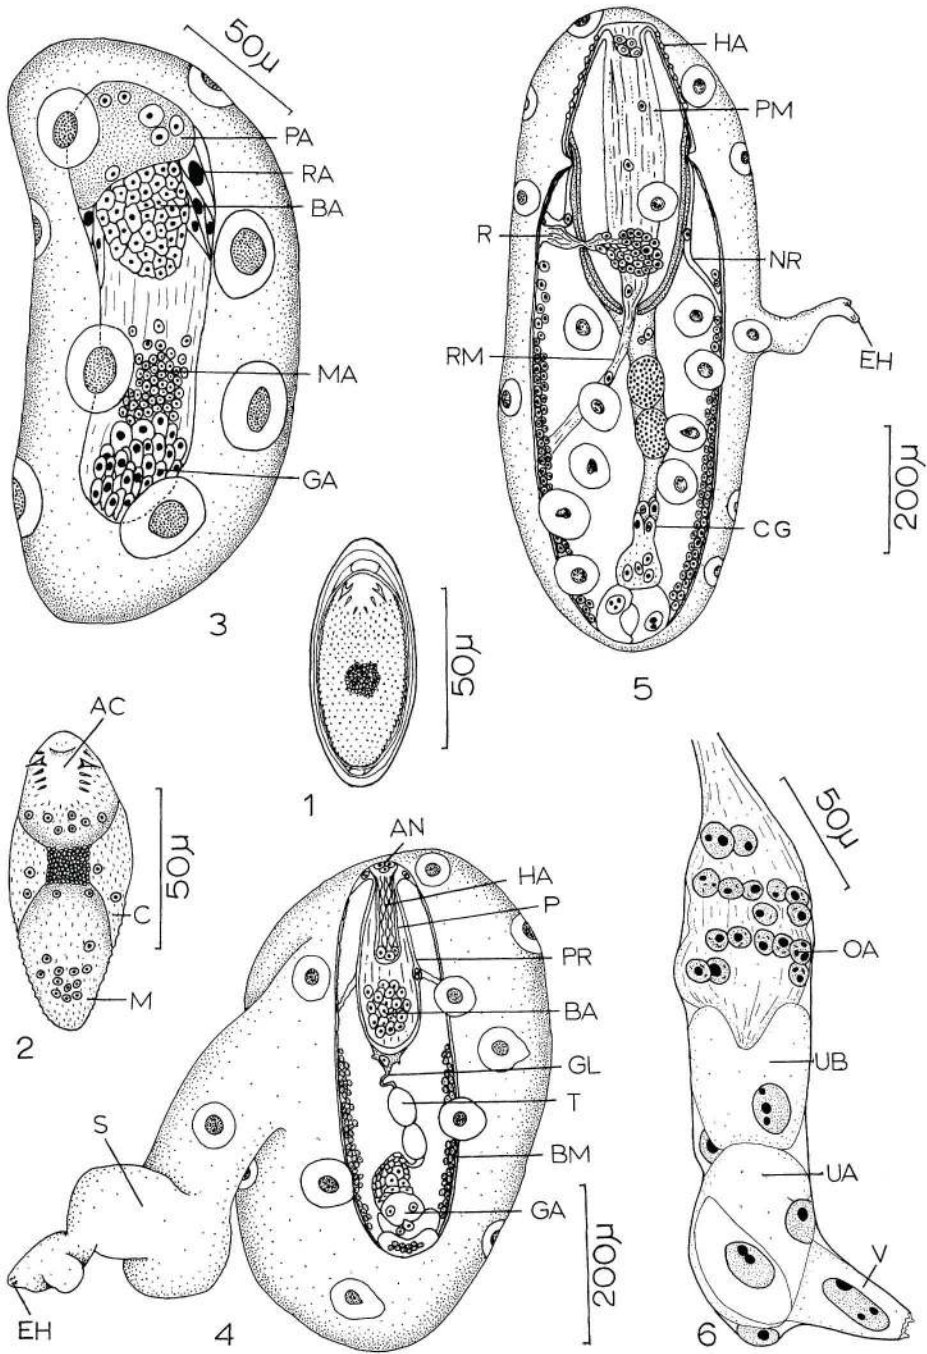 50μ
PA
RA
BA
MA
GA
3
HA
PM
R
NR
RM
EH
CG
200μ
5
50μ
1
AC
50μ
C
M
2
AN
HA
P
PR
BA
GL
T
BM
GA
S
EH
200μ
4
50μ
OA
UB
UA
V
6